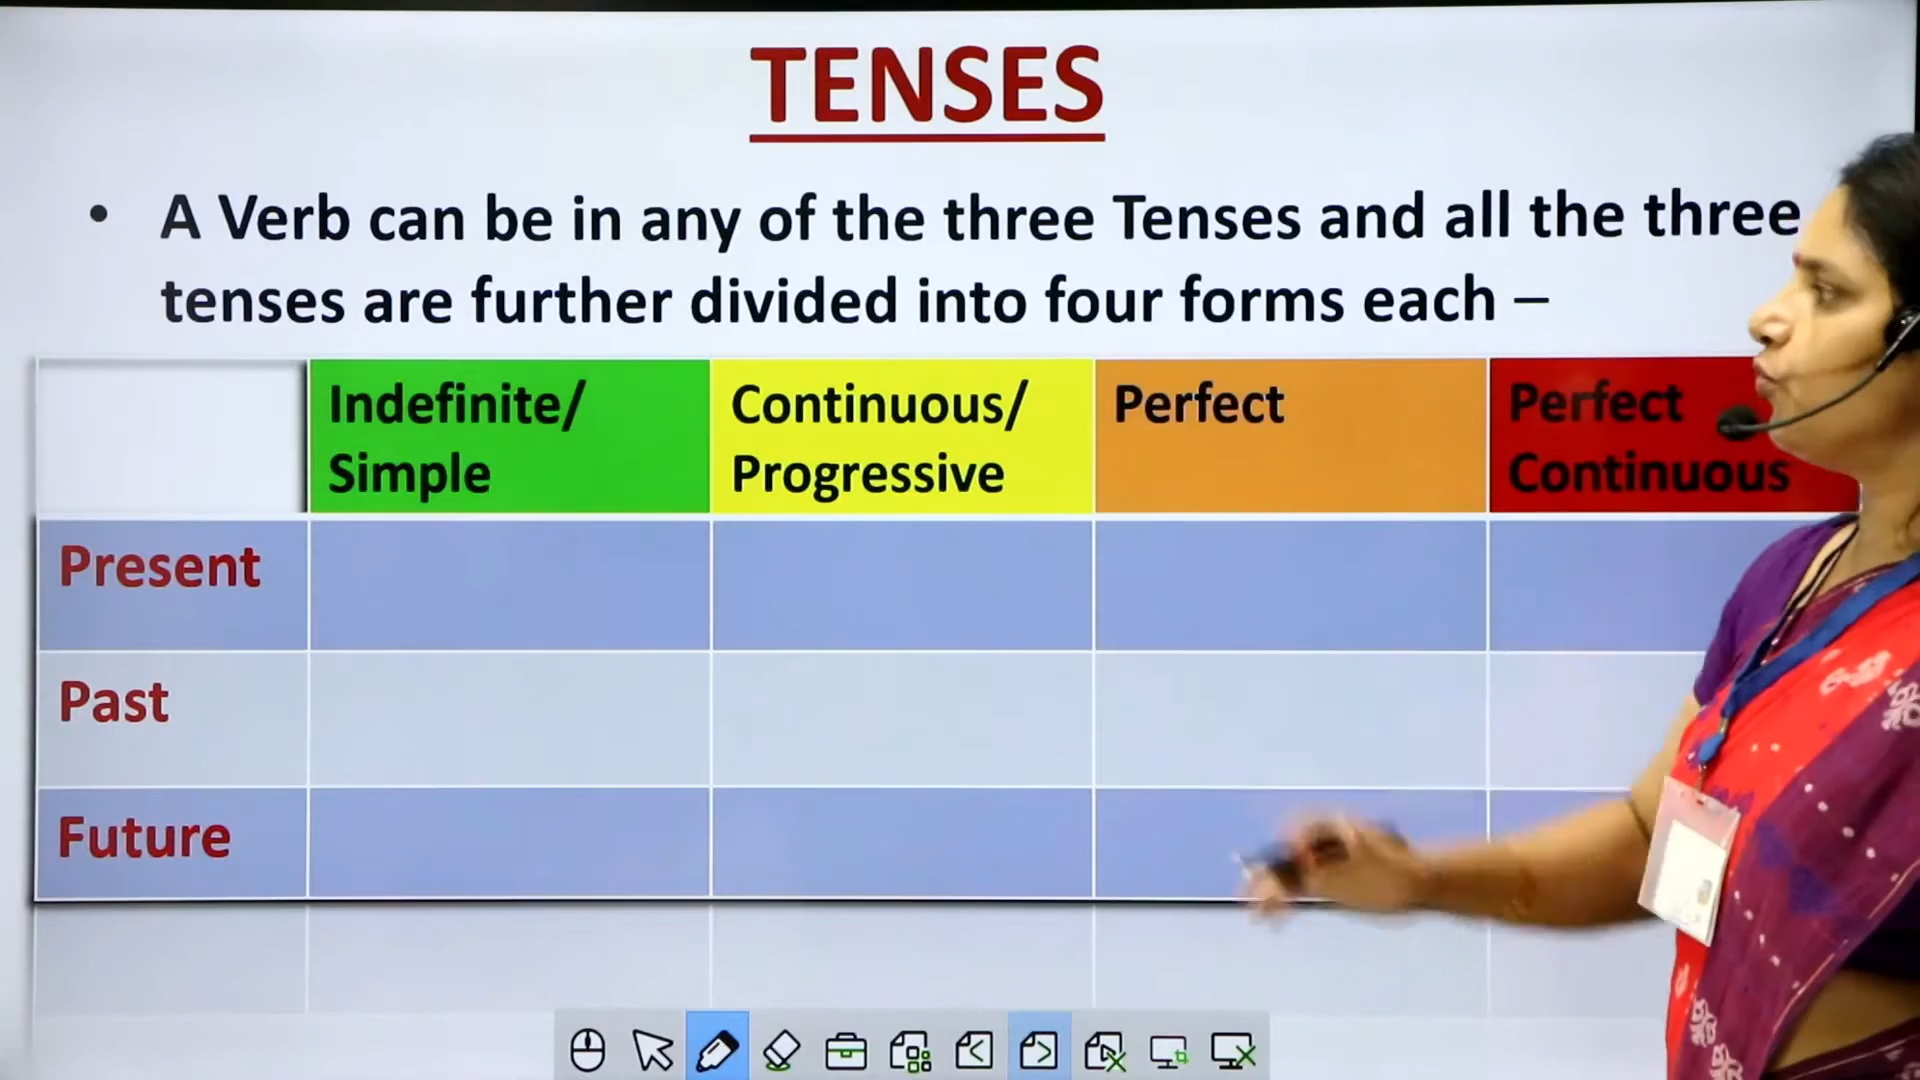 TENSES
• A Verb can be in any of the three Tenses and all the three
tenses are further divided into four forms each –
Indefinite/
Simple
Continuous/
Progressive
Perfect
Perfect
Continuous
Present
Past
Future